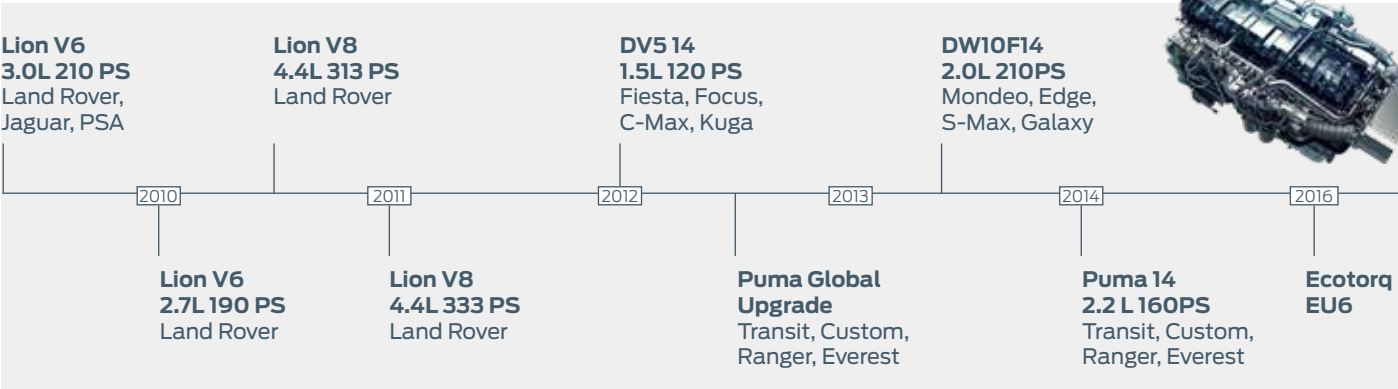 Lion V6
3.0L 210 PS
Land Rover,
Jaguar, PSA
Lion V8
4.4L 313 PS
Land Rover
DV5 14
1.5L 120 PS
Fiesta, Focus,
C-Max, Kuga
DW10F14
2.0L 210PS
Mondeo, Edge,
S-Max, Galaxy
2010
2011
2012
2013
2014
2016
Lion V6
2.7L 190 PS
Land Rover
Lion V8
4.4L 333 PS
Land Rover
Puma Global
Upgrade
Transit, Custom,
Ranger, Everest
Puma 14
2.2 L 160PS
Transit, Custom,
Ranger, Everest
Ecotorq
EU6